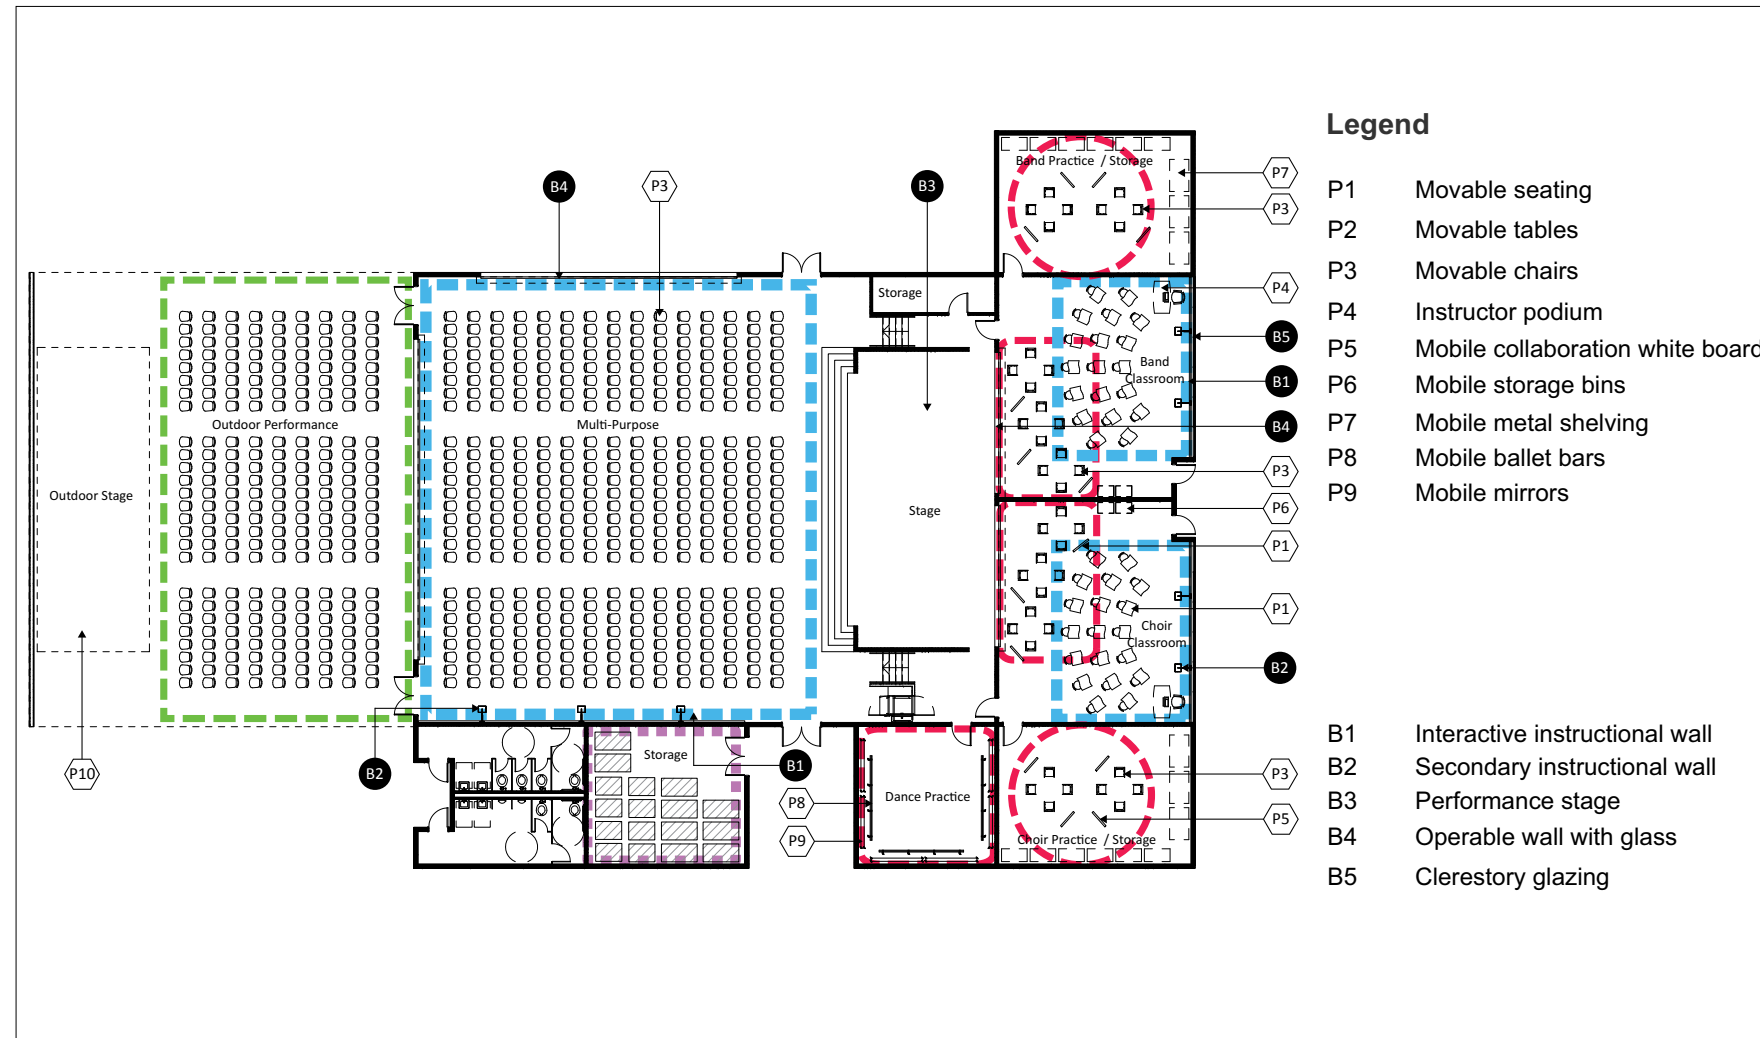 Legend
P1 Movable seating
P2 Movable tables
P3 Movable chairs
P4 Instructor podium
P5 Mobile collaboration white board
P6 Mobile storage bins
P7 Mobile metal shelving
P8 Mobile ballet bars
P9 Mobile mirrors
B1 Interactive instructional wall
B2 Secondary instructional wall
B3 Performance stage
B4 Operable wall with glass
B5 Clerestory glazing
Band Practice / Storage
P7
P3
B4
P3
B3
Storage
P4
B5
Band
Classroom
B1
B4
Outdoor Performance
Multi-Purpose
P3
Outdoor Stage
Stage
P6
P1
P1
Choir
Classroom
B2
Storage
P10
B2
B1
P8
Dance Practice
P9
P3
P5
Choir Practice / Storage